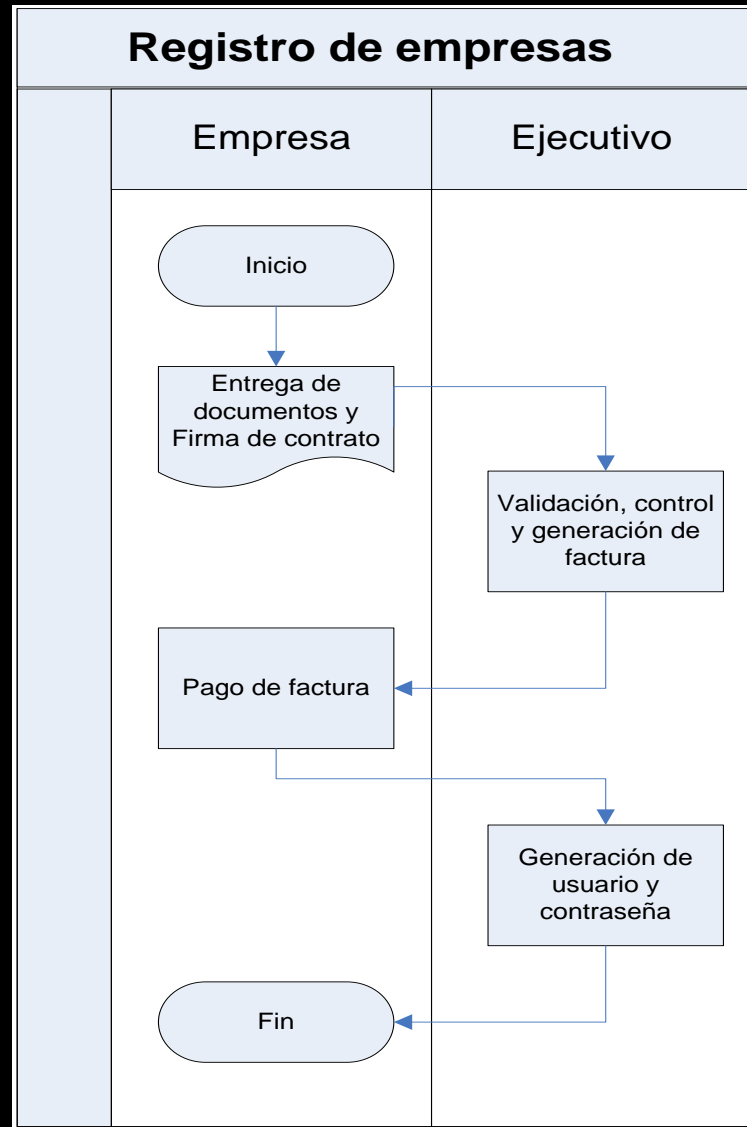 Registro de empresas
Empresa
Ejecutivo
Inicio
Entrega de
documentos y
Firma de contrato
Validación, control
y generación de
factura
Pago de factura
Generación de
usuario y
contraseña
Fin